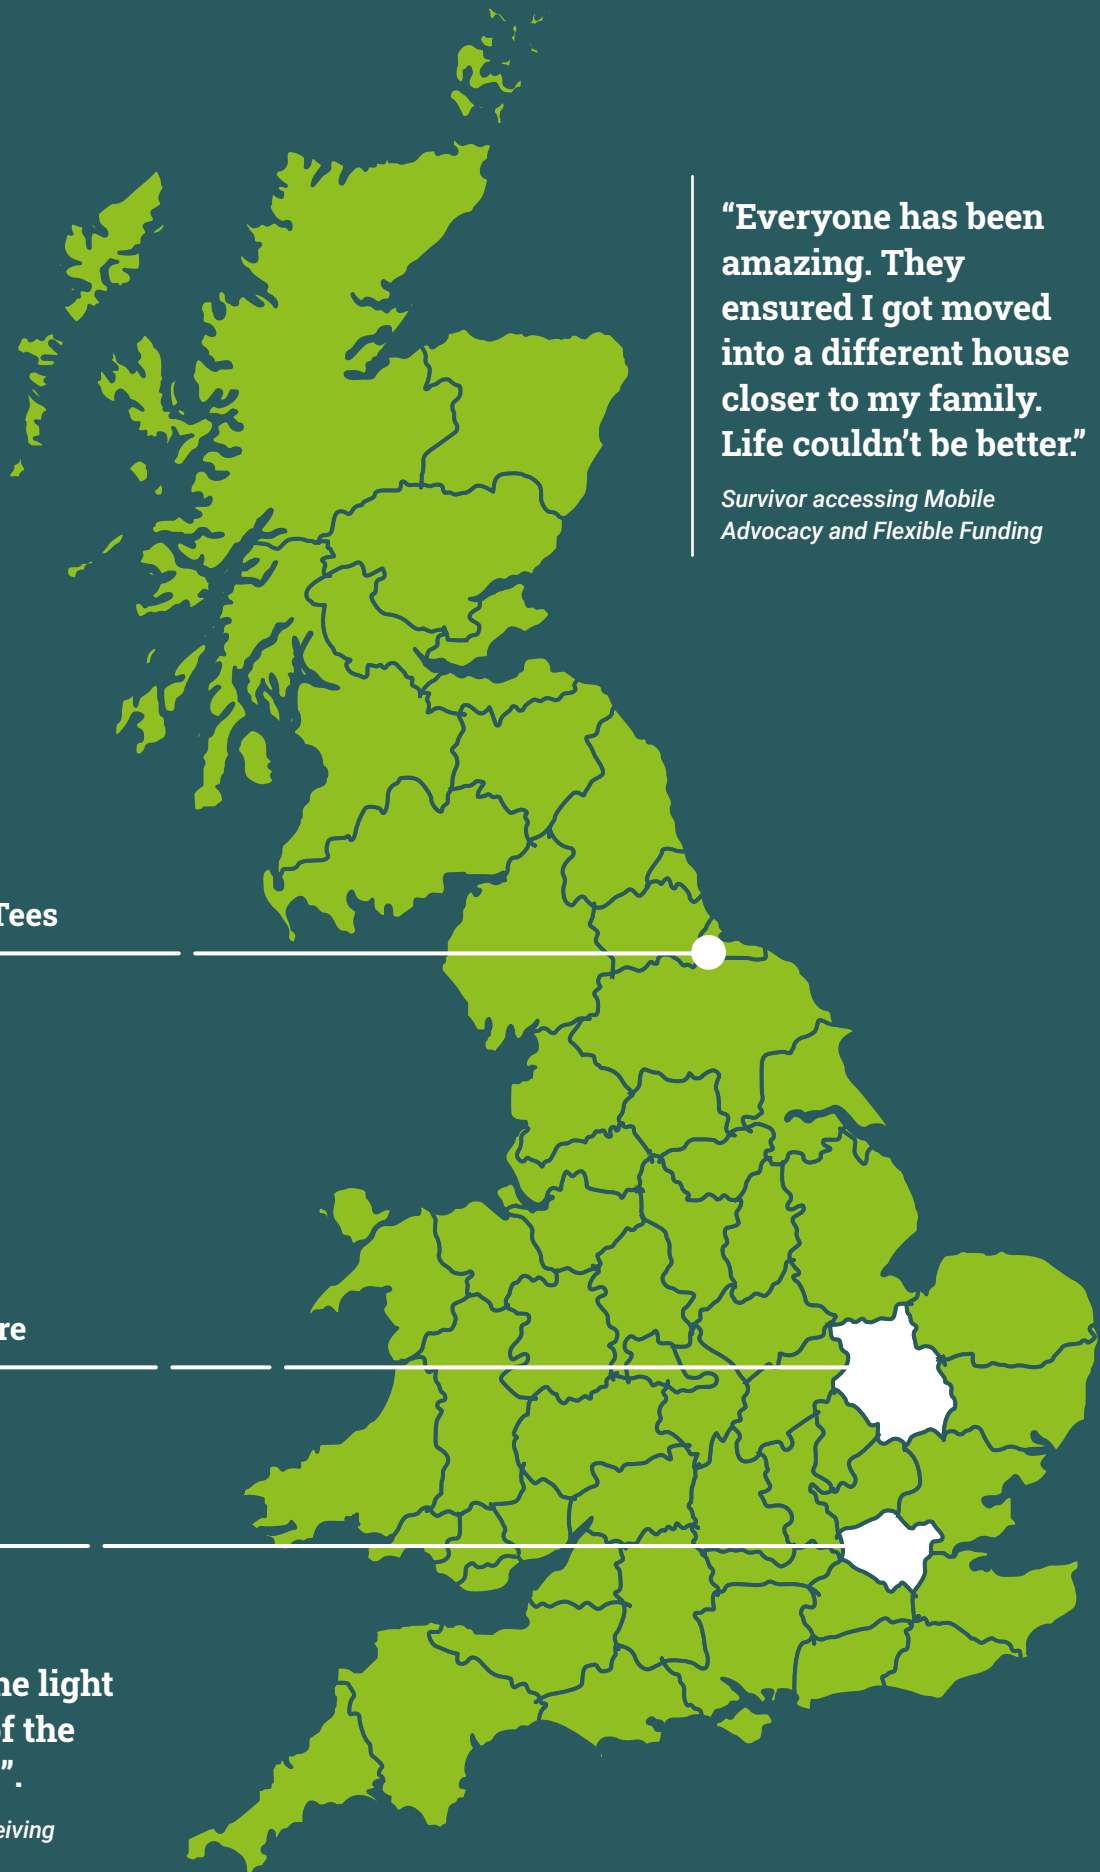 “Everyone has been
amazing. They
ensured I got moved
into a different house
closer to my family.
Life couldn’t be better.”
Survivor accessing Mobile
Advocacy and Flexible Funding
Tees
re
he light
of the
”.
eiving